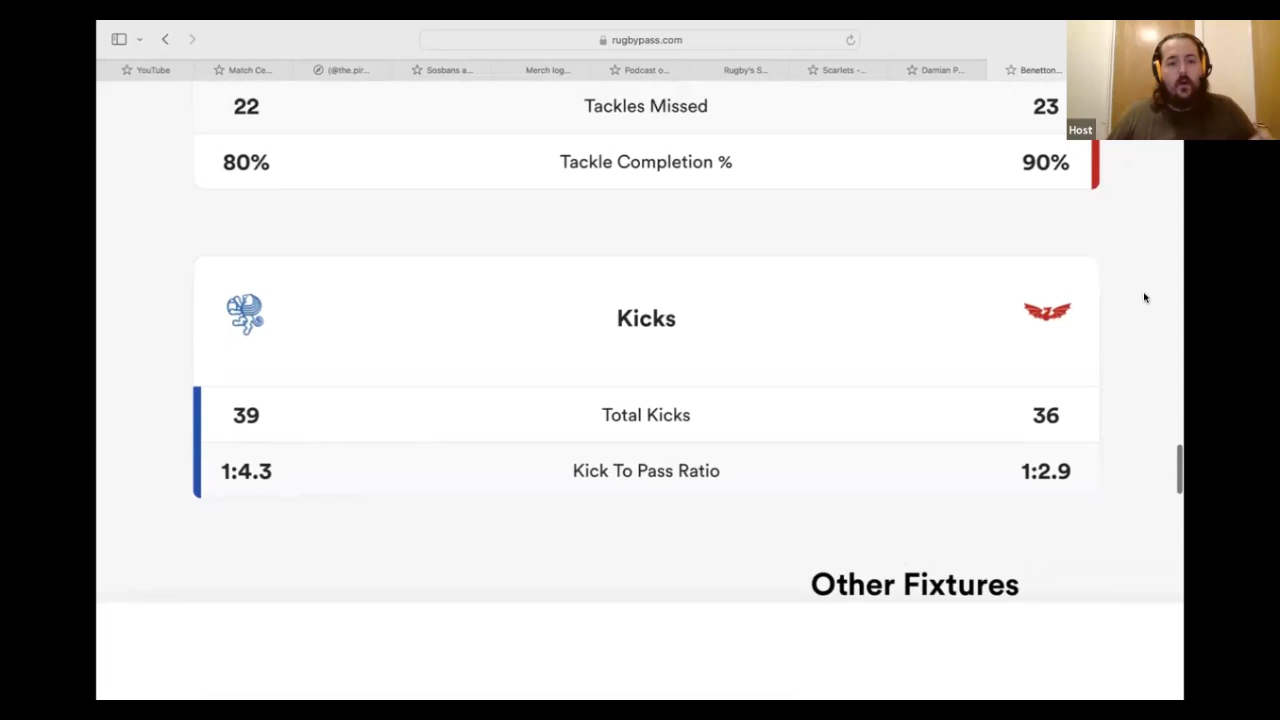 rugbypass.com
YouTube
Match Ce...
(@the.pir...
Sosbans a...
Merch log...
Podcast o...
Rugby's S...
Scarlets -...
Damian P...
Benetton...
22 Tackles Missed 23
Host
80% Tackle Completion % 90%
Kicks
39 Total Kicks 36
1:4.3 Kick To Pass Ratio 1:2.9
Other Fixtures